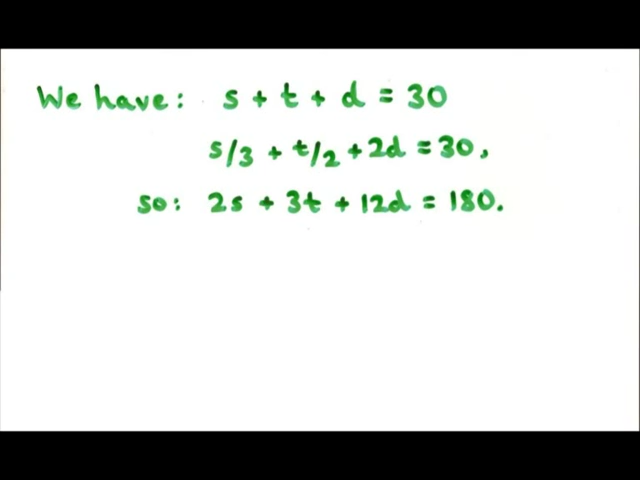 We have: s + t + d = 30
s/3 + t/2 + 2d = 30,
so: 2s + 3t + 12d = 180.